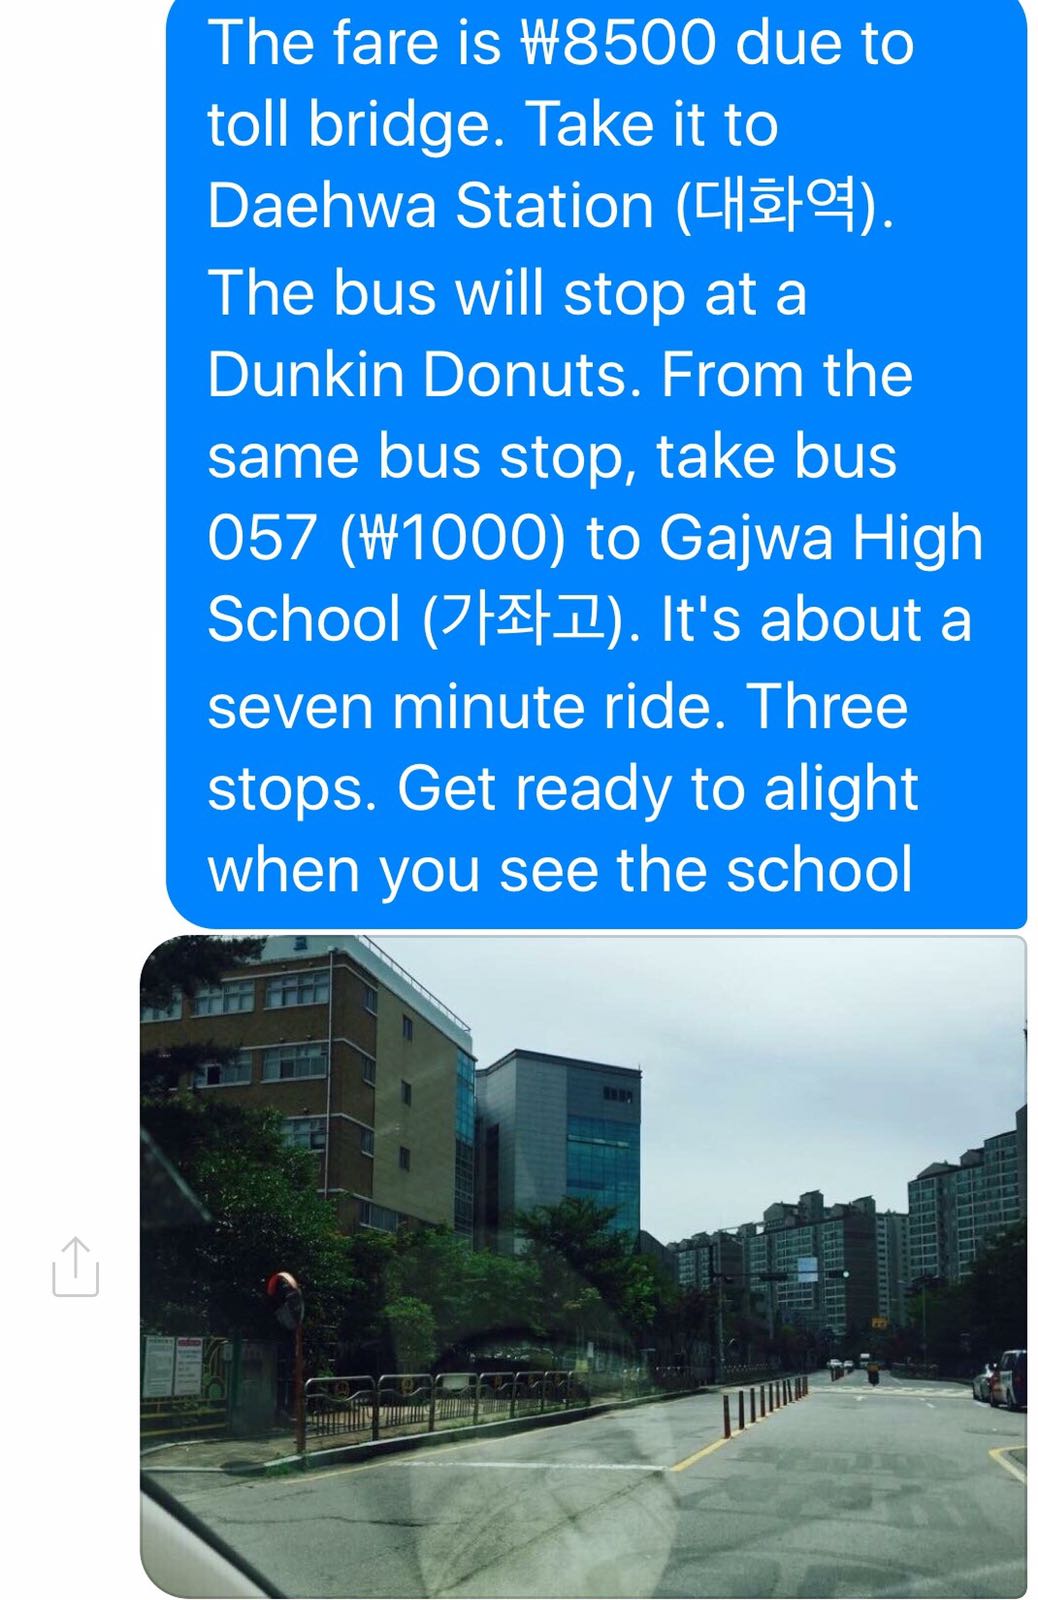 The fare is ₩8500 due to
toll bridge. Take it to
Daehwa Station (대화역).
The bus will stop at a
Dunkin Donuts. From the
same bus stop, take bus
057 (₩1000) to Gajwa High
School (가좌고). It's about a
seven minute ride. Three
stops. Get ready to alight
when you see the school